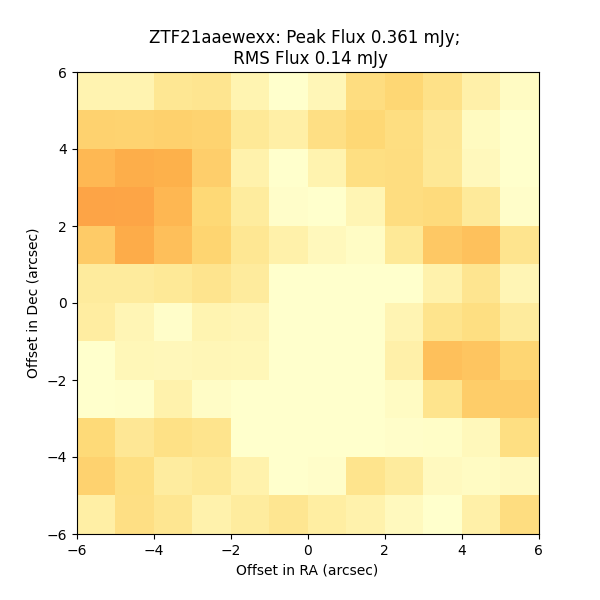 ZTF21aaewexx: Peak Flux 0.361 mJy;
RMS Flux 0.14 mJy
6
4
2
0
−2
−4
−6
Offset in Dec (arcsec)
−6 −4 −2 0 2 4 6
Offset in RA (arcsec)